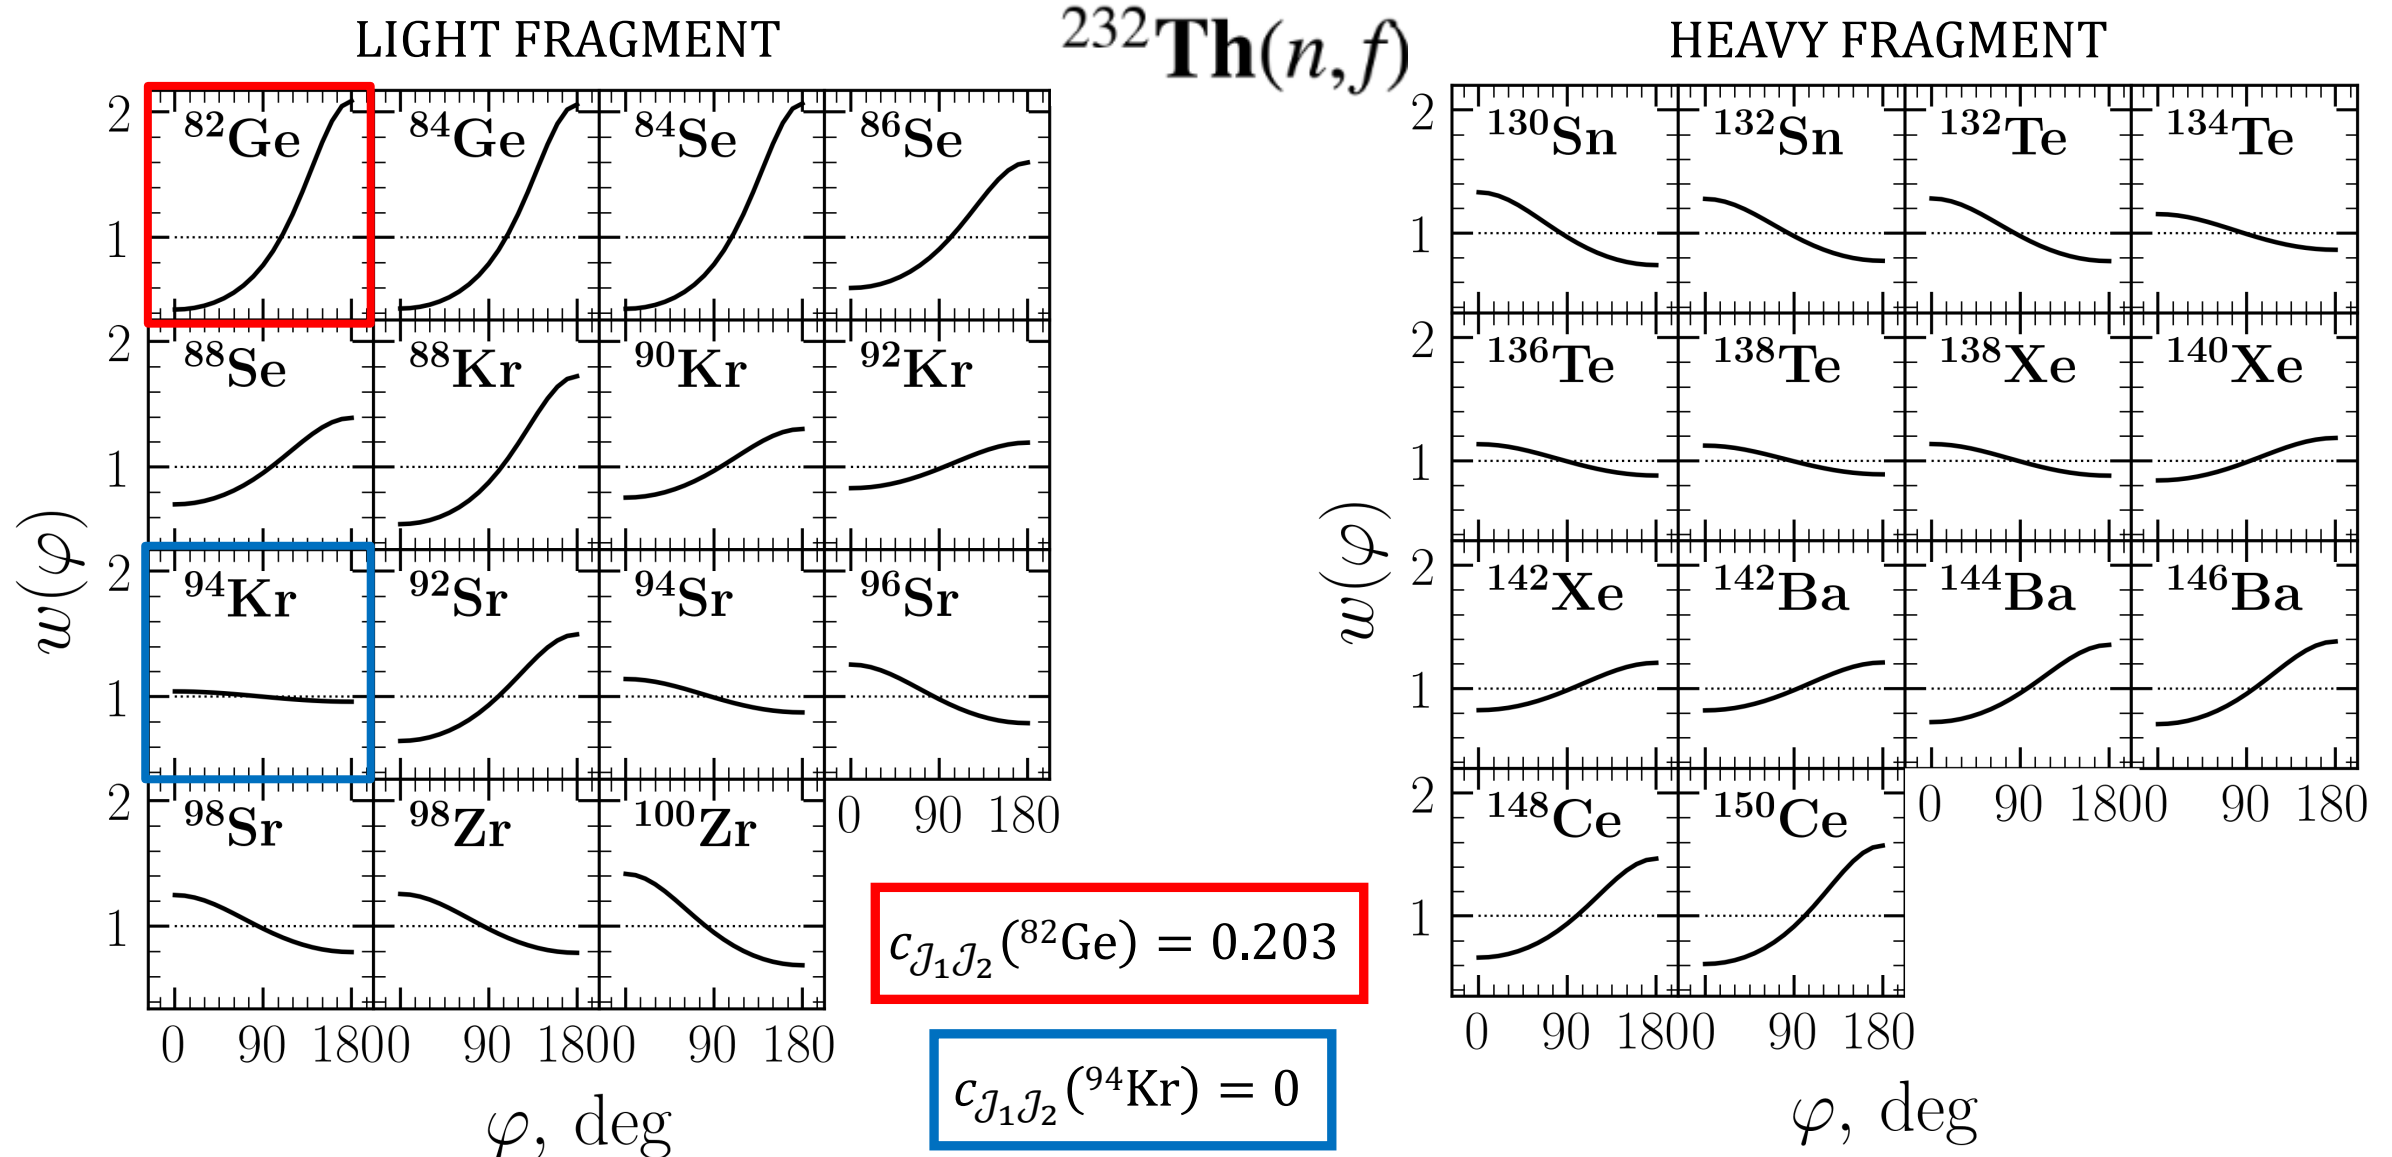 LIGHT FRAGMENT
²³²Th(n,f)
HEAVY FRAGMENT
2
⁸²Ge ⁸⁴Ge ⁸⁴Se ⁸⁶Se
1
2
⁸⁸Se ⁸⁸Kr ⁹⁰Kr ⁹²Kr
1
w(φ)
2
⁹⁴Kr ⁹²Sr ⁹⁴Sr ⁹⁶Sr
1
2
⁹⁸Sr ⁹⁸Zr ¹⁰⁰Zr
0 90 180
1
0 90 1800 90 1800 90 180
φ, deg
c_{𝒥₁𝒥₂}(⁸²Ge) = 0.203
c_{𝒥₁𝒥₂}(⁹⁴Kr) = 0
2
¹³⁰Sn ¹³²Sn ¹³²Te ¹³⁴Te
1
2
¹³⁶Te ¹³⁸Te ¹³⁸Xe ¹⁴⁰Xe
1
w(φ)
2
¹⁴²Xe ¹⁴²Ba ¹⁴⁴Ba ¹⁴⁶Ba
1
2
¹⁴⁸Ce ¹⁵⁰Ce
0 90 1800 90 180
1
0 90 1800 90 180
φ, deg